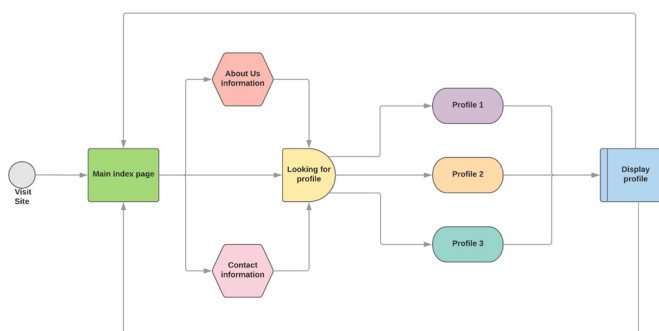 Visit
Site
Main index page
About Us
information
Contact
information
Looking for
profile
Profile 1
Profile 2
Profile 3
Display
profile